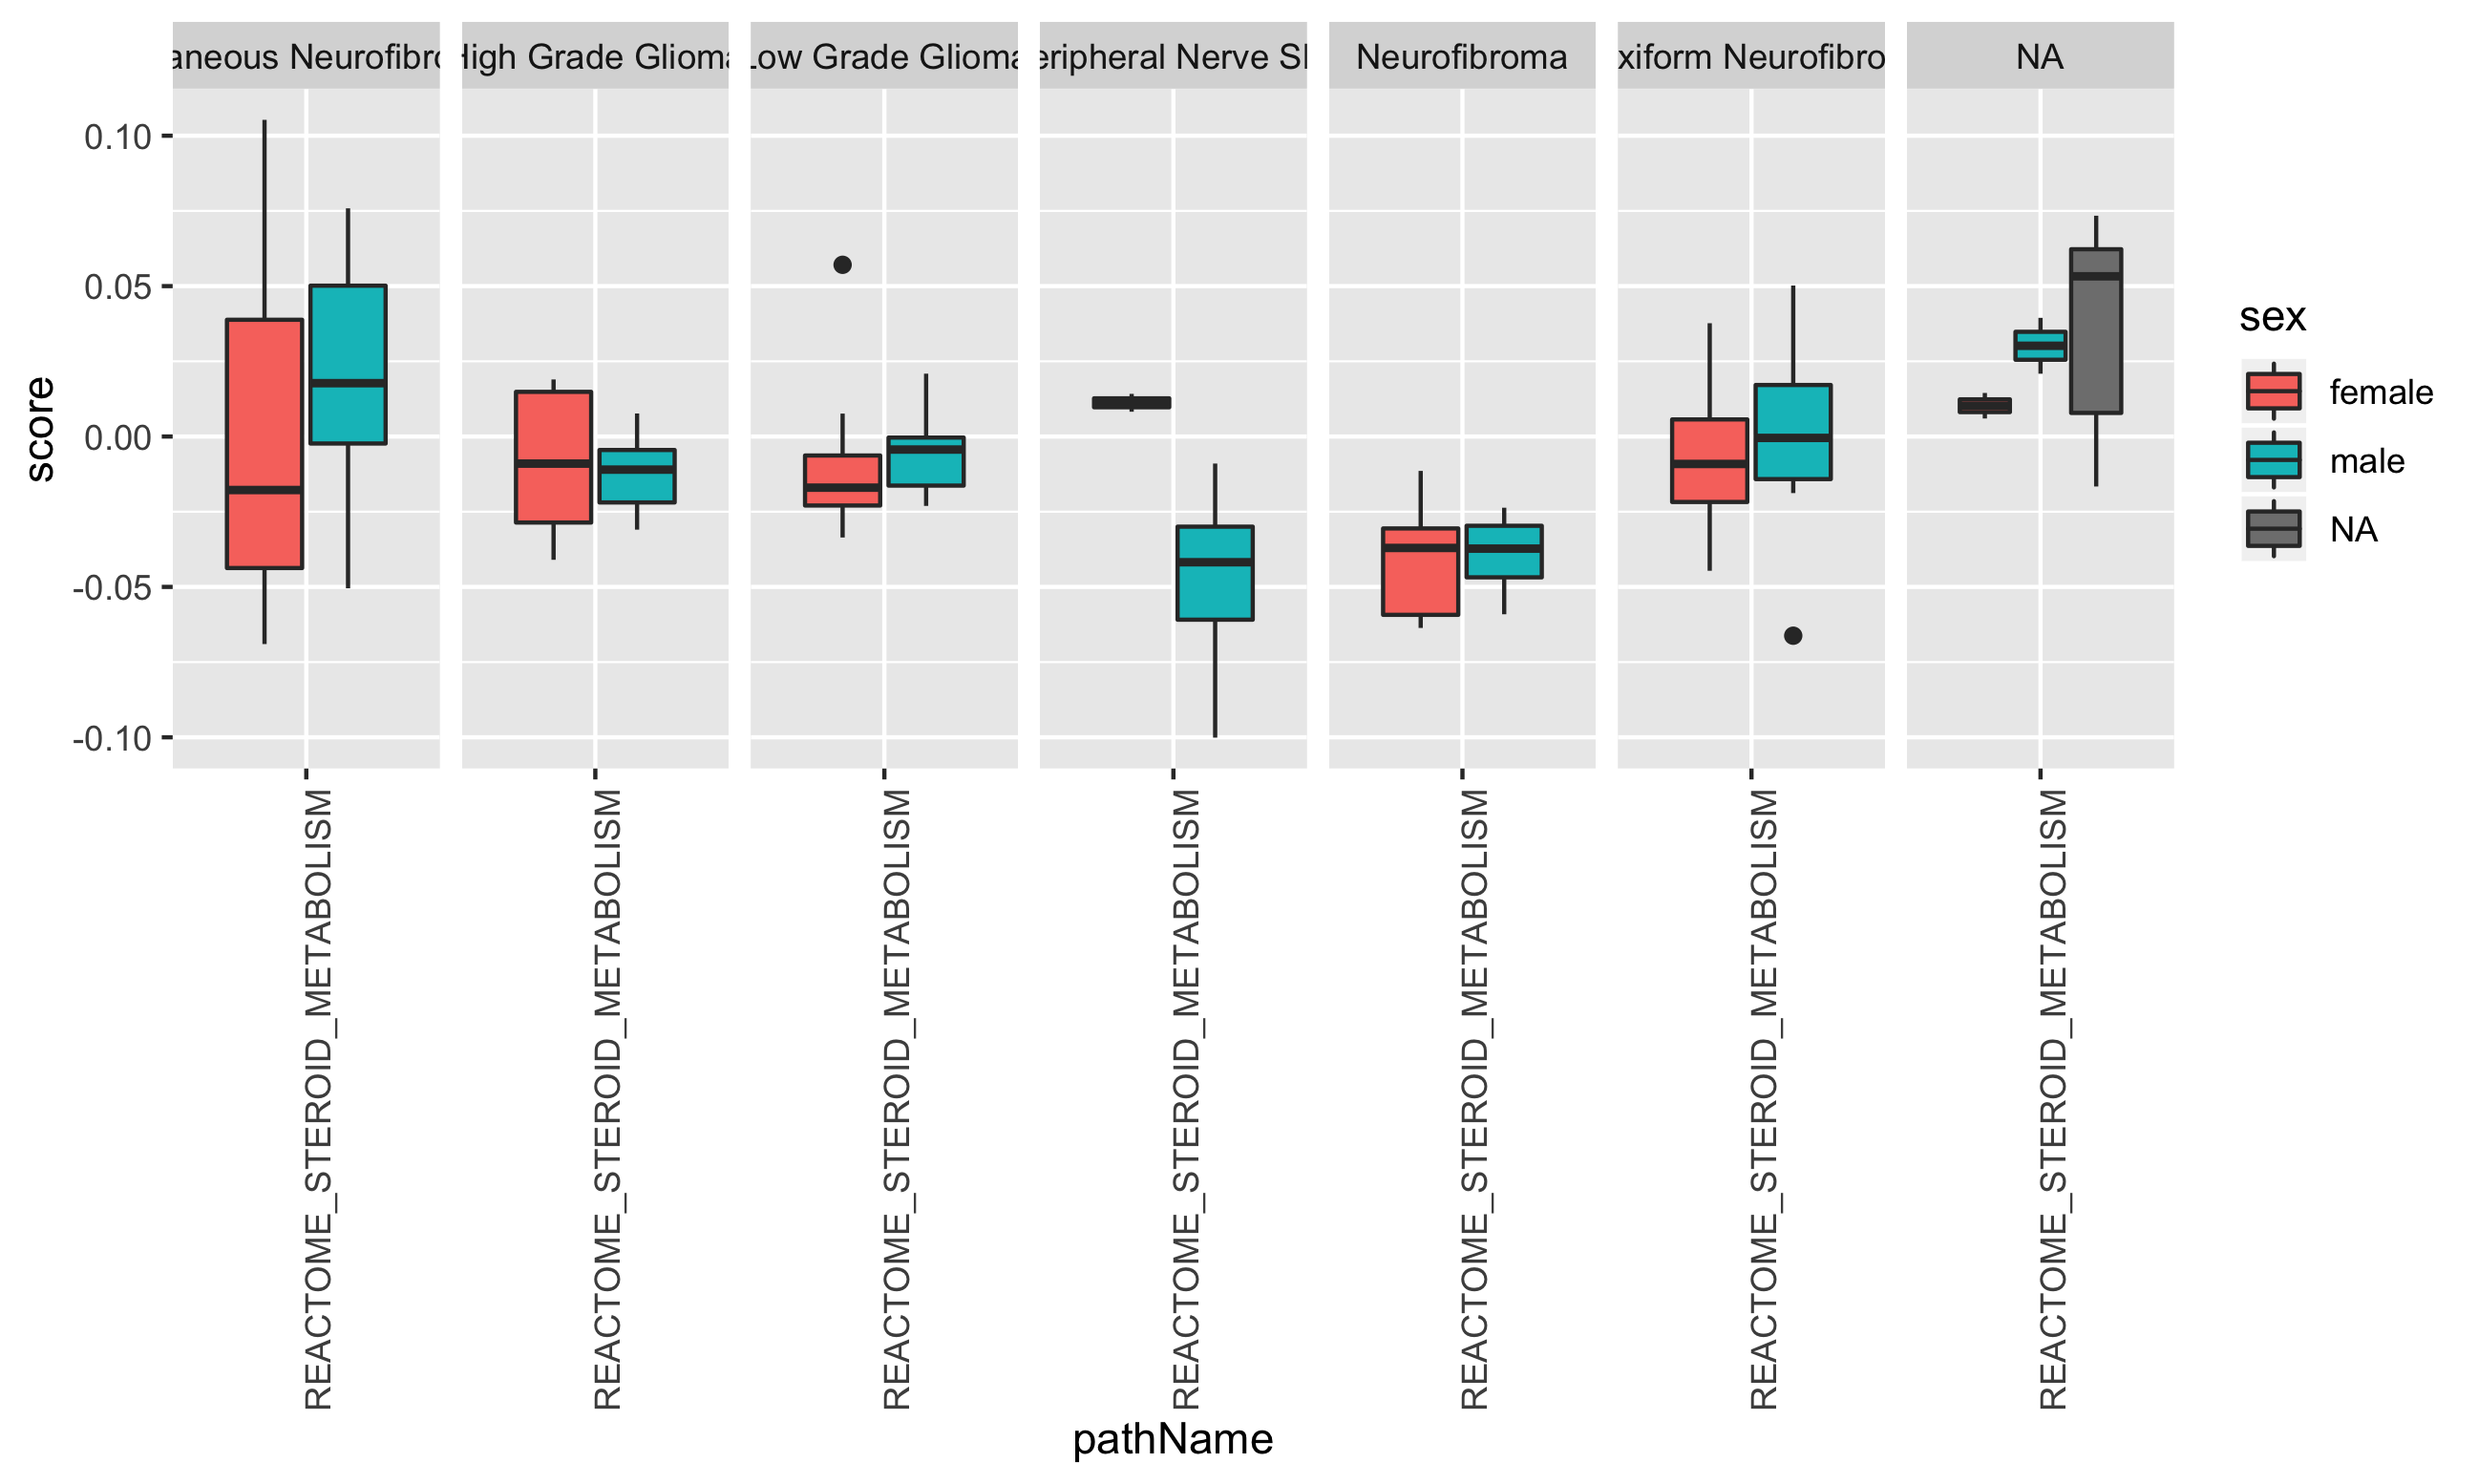 aneous Neurofibro
High Grade Glioma
Low Grade Glioma
eripheral Nerve S
Neurofibroma
xiform Neurofibro
NA
0.10
0.05
0.00
-0.05
-0.10
score
REACTOME_STEROID_METABOLISM
REACTOME_STEROID_METABOLISM
REACTOME_STEROID_METABOLISM
REACTOME_STEROID_METABOLISM
REACTOME_STEROID_METABOLISM
REACTOME_STEROID_METABOLISM
REACTOME_STEROID_METABOLISM
pathName
sex
female
male
NA